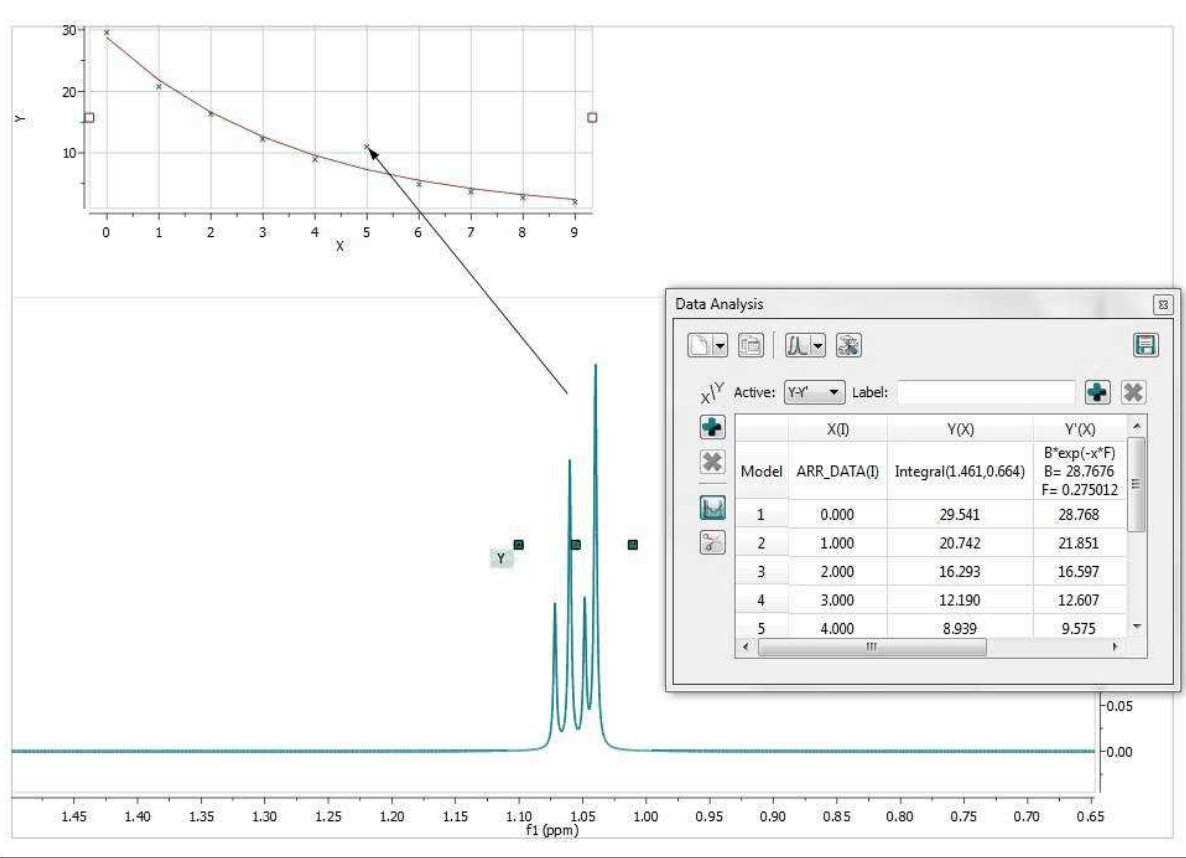 30
20
10
Y
0 1 2 3 4 5 6 7 8 9
X
Data Analysis
X\Y Active: Y-Y' Label:
X(I) Y(X) Y'(X)
Model ARR_DATA(I) Integral(1.461,0.664) B*exp(-x*F)
B= 28.7676
F= 0.275012
1 0.000 29.541 28.768
2 1.000 20.742 21.851
3 2.000 16.293 16.597
4 3.000 12.190 12.607
5 4.000 8.939 9.575
Y
0.05
0.00
1.45 1.40 1.35 1.30 1.25 1.20 1.15 1.10 1.05 1.00 0.95 0.90 0.85 0.80 0.75 0.70 0.65
f1 (ppm)